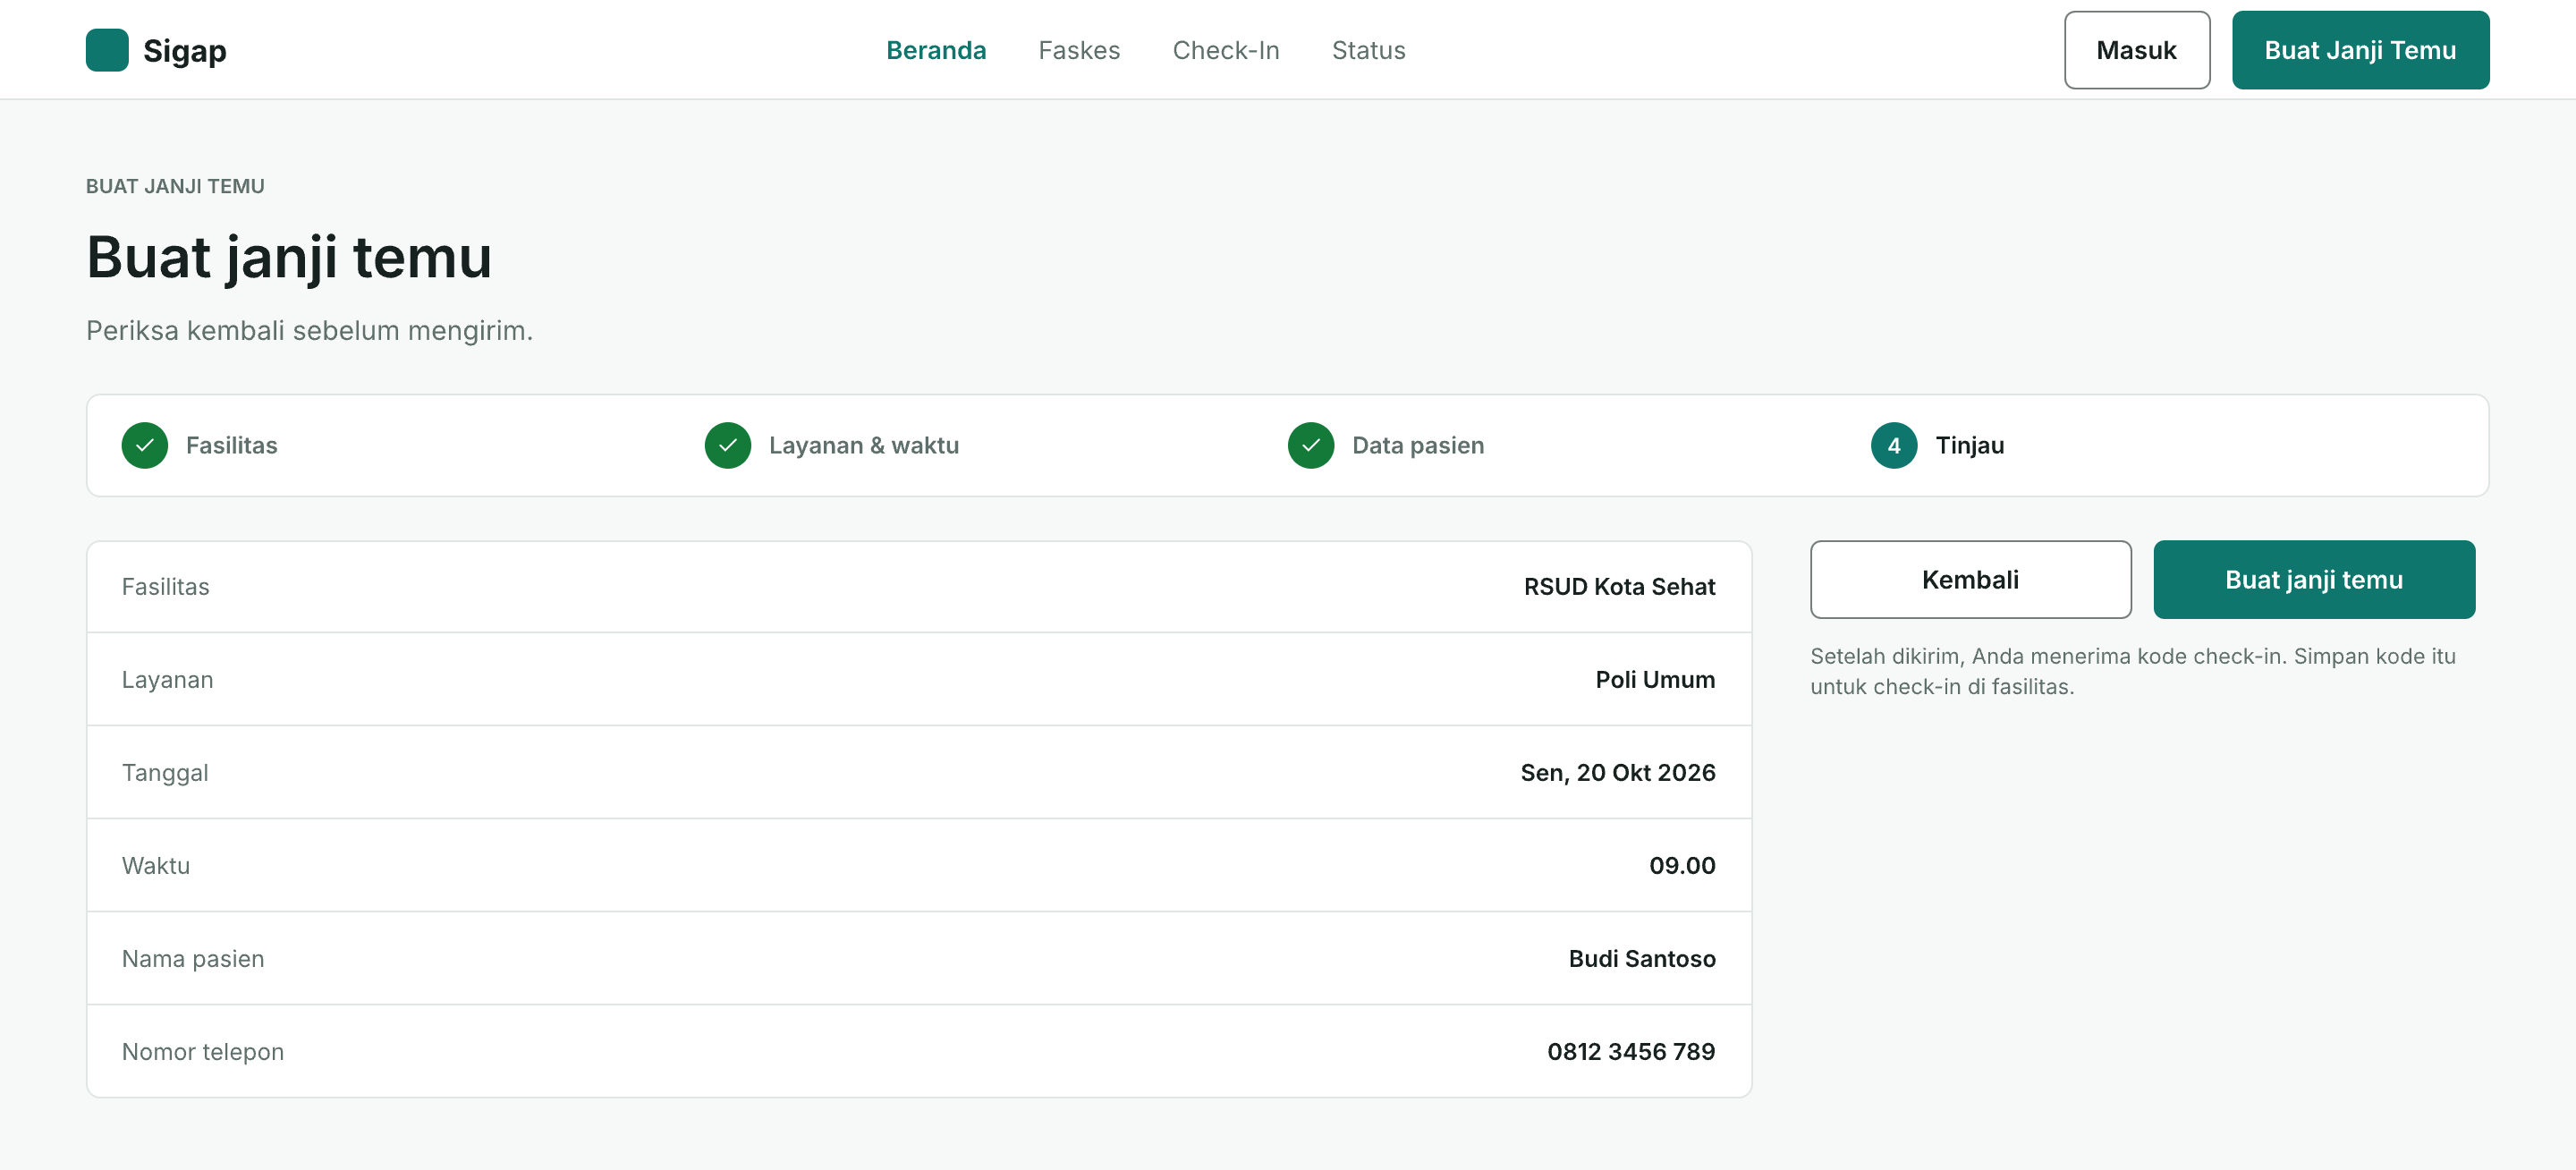 Sigap
Beranda
Faskes
Check-In
Status
Masuk
Buat Janji Temu
BUAT JANJI TEMU
Buat janji temu
Periksa kembali sebelum mengirim.
Fasilitas
Layanan & waktu
Data pasien
4
Tinjau
Fasilitas RSUD Kota Sehat
Layanan Poli Umum
Tanggal Sen, 20 Okt 2026
Waktu 09.00
Nama pasien Budi Santoso
Nomor telepon 0812 3456 789
Kembali
Buat janji temu
Setelah dikirim, Anda menerima kode check-in. Simpan kode itu
untuk check-in di fasilitas.